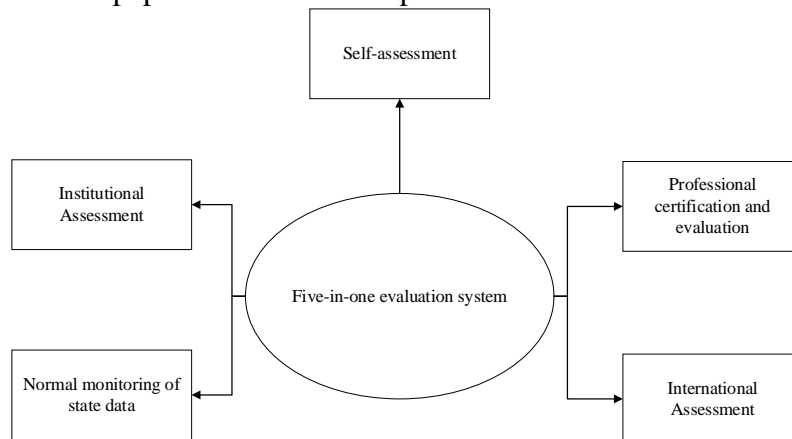 Self-assessment
Institutional
Assessment
Professional
certification and
evaluation
Five-in-one evaluation system
Normal monitoring of
state data
International
Assessment